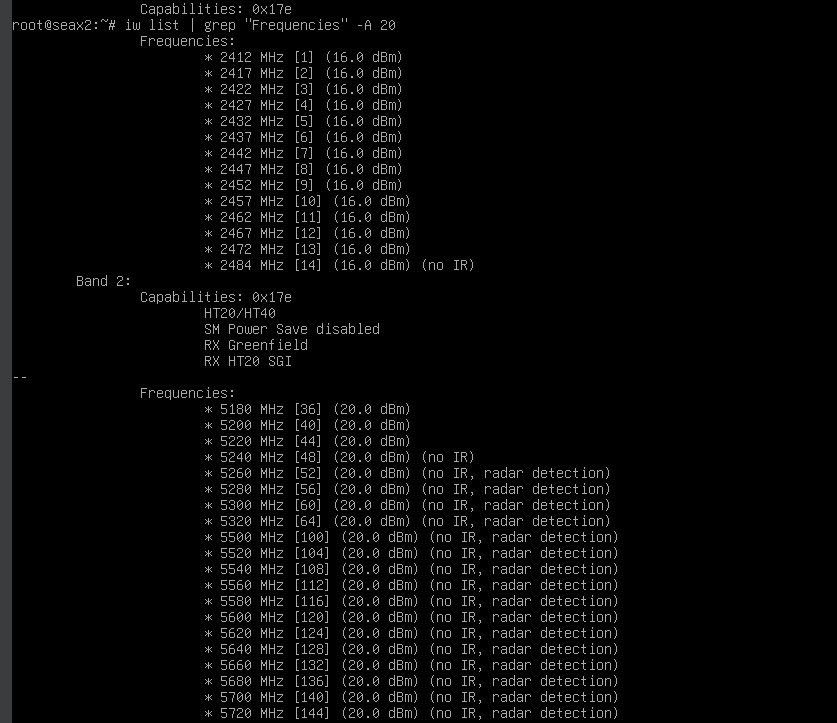 Capabilities: 0x17e
root@seax2:~# iw list | grep "Frequencies" -A 20
Frequencies:
* 2412 MHz [1] (16.0 dBm)
* 2417 MHz [2] (16.0 dBm)
* 2422 MHz [3] (16.0 dBm)
* 2427 MHz [4] (16.0 dBm)
* 2432 MHz [5] (16.0 dBm)
* 2437 MHz [6] (16.0 dBm)
* 2442 MHz [7] (16.0 dBm)
* 2447 MHz [8] (16.0 dBm)
* 2452 MHz [9] (16.0 dBm)
* 2457 MHz [10] (16.0 dBm)
* 2462 MHz [11] (16.0 dBm)
* 2467 MHz [12] (16.0 dBm)
* 2472 MHz [13] (16.0 dBm)
* 2484 MHz [14] (16.0 dBm) (no IR)
Band 2:
Capabilities: 0x17e
HT20/HT40
SM Power Save disabled
RX Greenfield
RX HT20 SGI
--
Frequencies:
* 5180 MHz [36] (20.0 dBm)
* 5200 MHz [40] (20.0 dBm)
* 5220 MHz [44] (20.0 dBm)
* 5240 MHz [48] (20.0 dBm) (no IR)
* 5260 MHz [52] (20.0 dBm) (no IR, radar detection)
* 5280 MHz [56] (20.0 dBm) (no IR, radar detection)
* 5300 MHz [60] (20.0 dBm) (no IR, radar detection)
* 5320 MHz [64] (20.0 dBm) (no IR, radar detection)
* 5500 MHz [100] (20.0 dBm) (no IR, radar detection)
* 5520 MHz [104] (20.0 dBm) (no IR, radar detection)
* 5540 MHz [108] (20.0 dBm) (no IR, radar detection)
* 5560 MHz [112] (20.0 dBm) (no IR, radar detection)
* 5580 MHz [116] (20.0 dBm) (no IR, radar detection)
* 5600 MHz [120] (20.0 dBm) (no IR, radar detection)
* 5620 MHz [124] (20.0 dBm) (no IR, radar detection)
* 5640 MHz [128] (20.0 dBm) (no IR, radar detection)
* 5660 MHz [132] (20.0 dBm) (no IR, radar detection)
* 5680 MHz [136] (20.0 dBm) (no IR, radar detection)
* 5700 MHz [140] (20.0 dBm) (no IR, radar detection)
* 5720 MHz [144] (20.0 dBm) (no IR, radar detection)